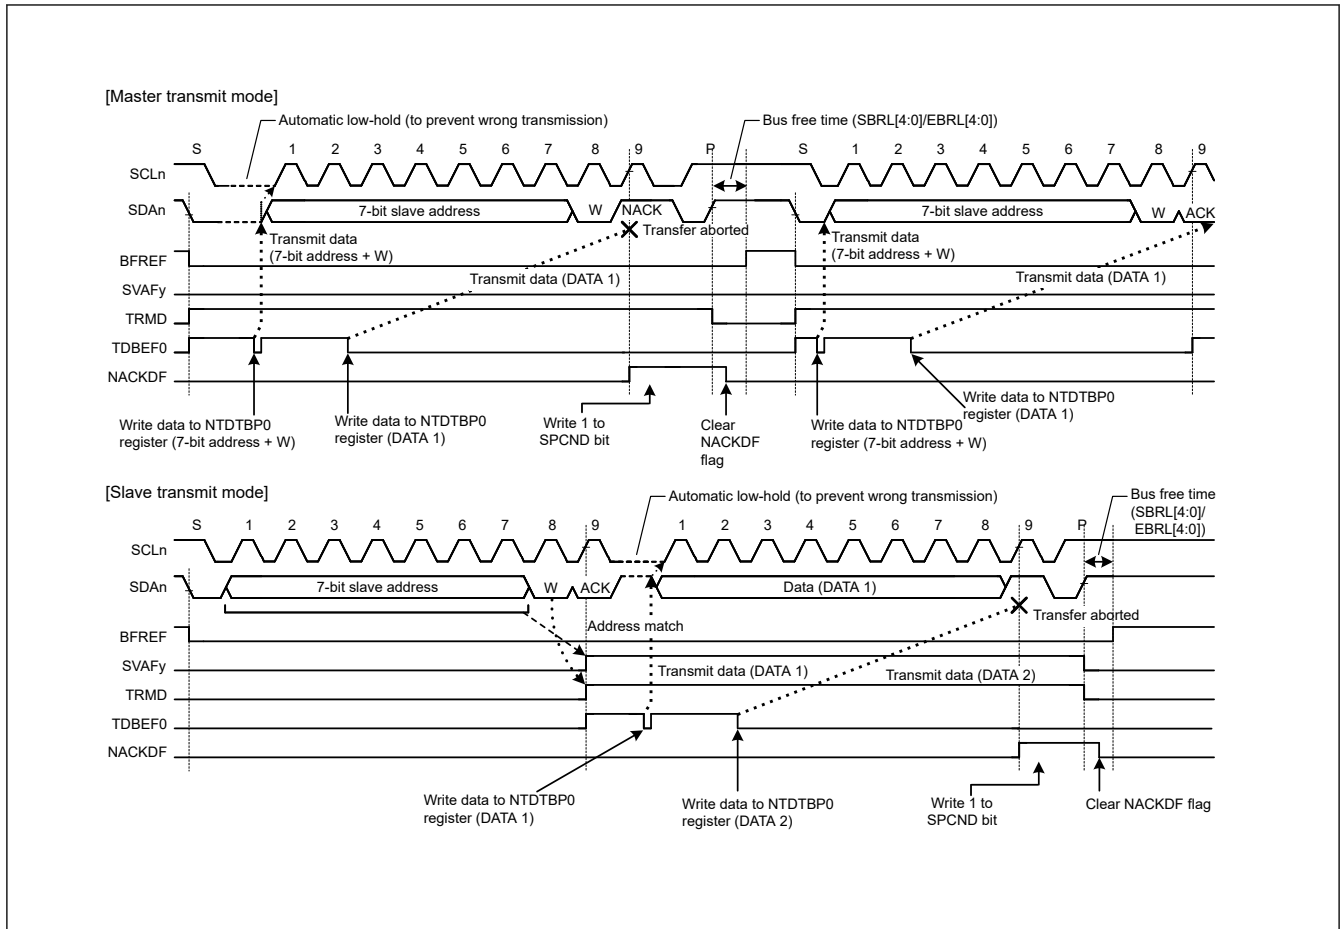 [Master transmit mode]
Automatic low-hold (to prevent wrong transmission)
Bus free time (SBRL[4:0]/EBRL[4:0])
S 1 2 3 4 5 6 7 8 9 P S 1 2 3 4 5 6 7 8 9
SCLn
SDAn 7-bit slave address W NACK 7-bit slave address W ACK
Transmit data
(7-bit address + W)
Transfer aborted
Transmit data
(7-bit address + W)
BFREF
Transmit data (DATA 1)
Transmit data (DATA 1)
SVAFy
TRMD
TDBEF0
NACKDF
Write data to NTDTBP0
register (7-bit address + W)
Write data to NTDTBP0
register (DATA 1)
Write 1 to
SPCND bit
Clear
NACKDF
flag
Write data to NTDTBP0
register (7-bit address + W)
Write data to NTDTBP0
register (DATA 1)
[Slave transmit mode]
Automatic low-hold (to prevent wrong transmission)
Bus free time
(SBRL[4:0]/
EBRL[4:0])
S 1 2 3 4 5 6 7 8 9 1 2 3 4 5 6 7 8 9 P
SCLn
SDAn 7-bit slave address W ACK Data (DATA 1)
Transfer aborted
Address match
BFREF
SVAFy
Transmit data (DATA 1)
Transmit data (DATA 2)
TRMD
TDBEF0
NACKDF
Write data to NTDTBP0
register (DATA 1)
Write data to NTDTBP0
register (DATA 2)
Write 1 to
SPCND bit
Clear NACKDF flag